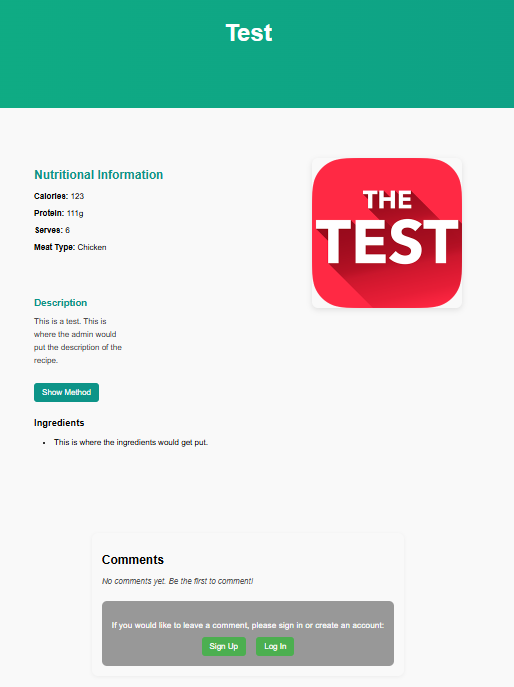 Test
Nutritional Information
Calories: 123
Protein: 111g
Serves: 6
Meat Type: Chicken
THE
TEST
Description
This is a test. This is
where the admin would
put the description of the
recipe.
Show Method
Ingredients
• This is where the ingredients would get put.
Comments
No comments yet. Be the first to comment!
If you would like to leave a comment, please sign in or create an account:
Sign Up Log In